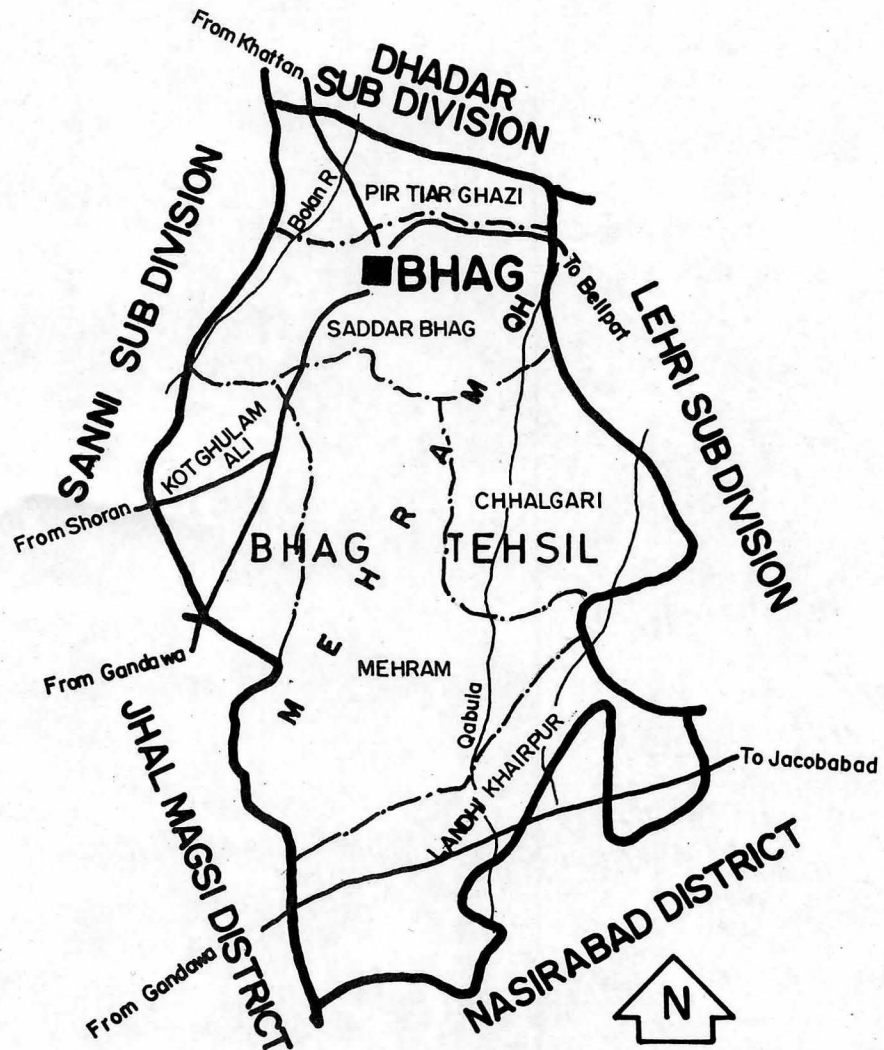 From Khattan
DHADAR
SUB DIVISION
PIR TIAR GHAZI
Bolan R
BHAG
To Bellpat
SANNI SUB DIVISION
LEHRI SUB DIVISION
SADDAR BHAG
KOT GHULAM
ALI
From Shoran
CHHALGARI
BHAG TEHSIL
MEHRAM QH
MEHRAM
From Gandawa
Qabula
LANDHI KHAIRPUR
To Jacobabad
JHAL MAGSI DISTRICT
NASIRABAD DISTRICT
From Gandawa
N